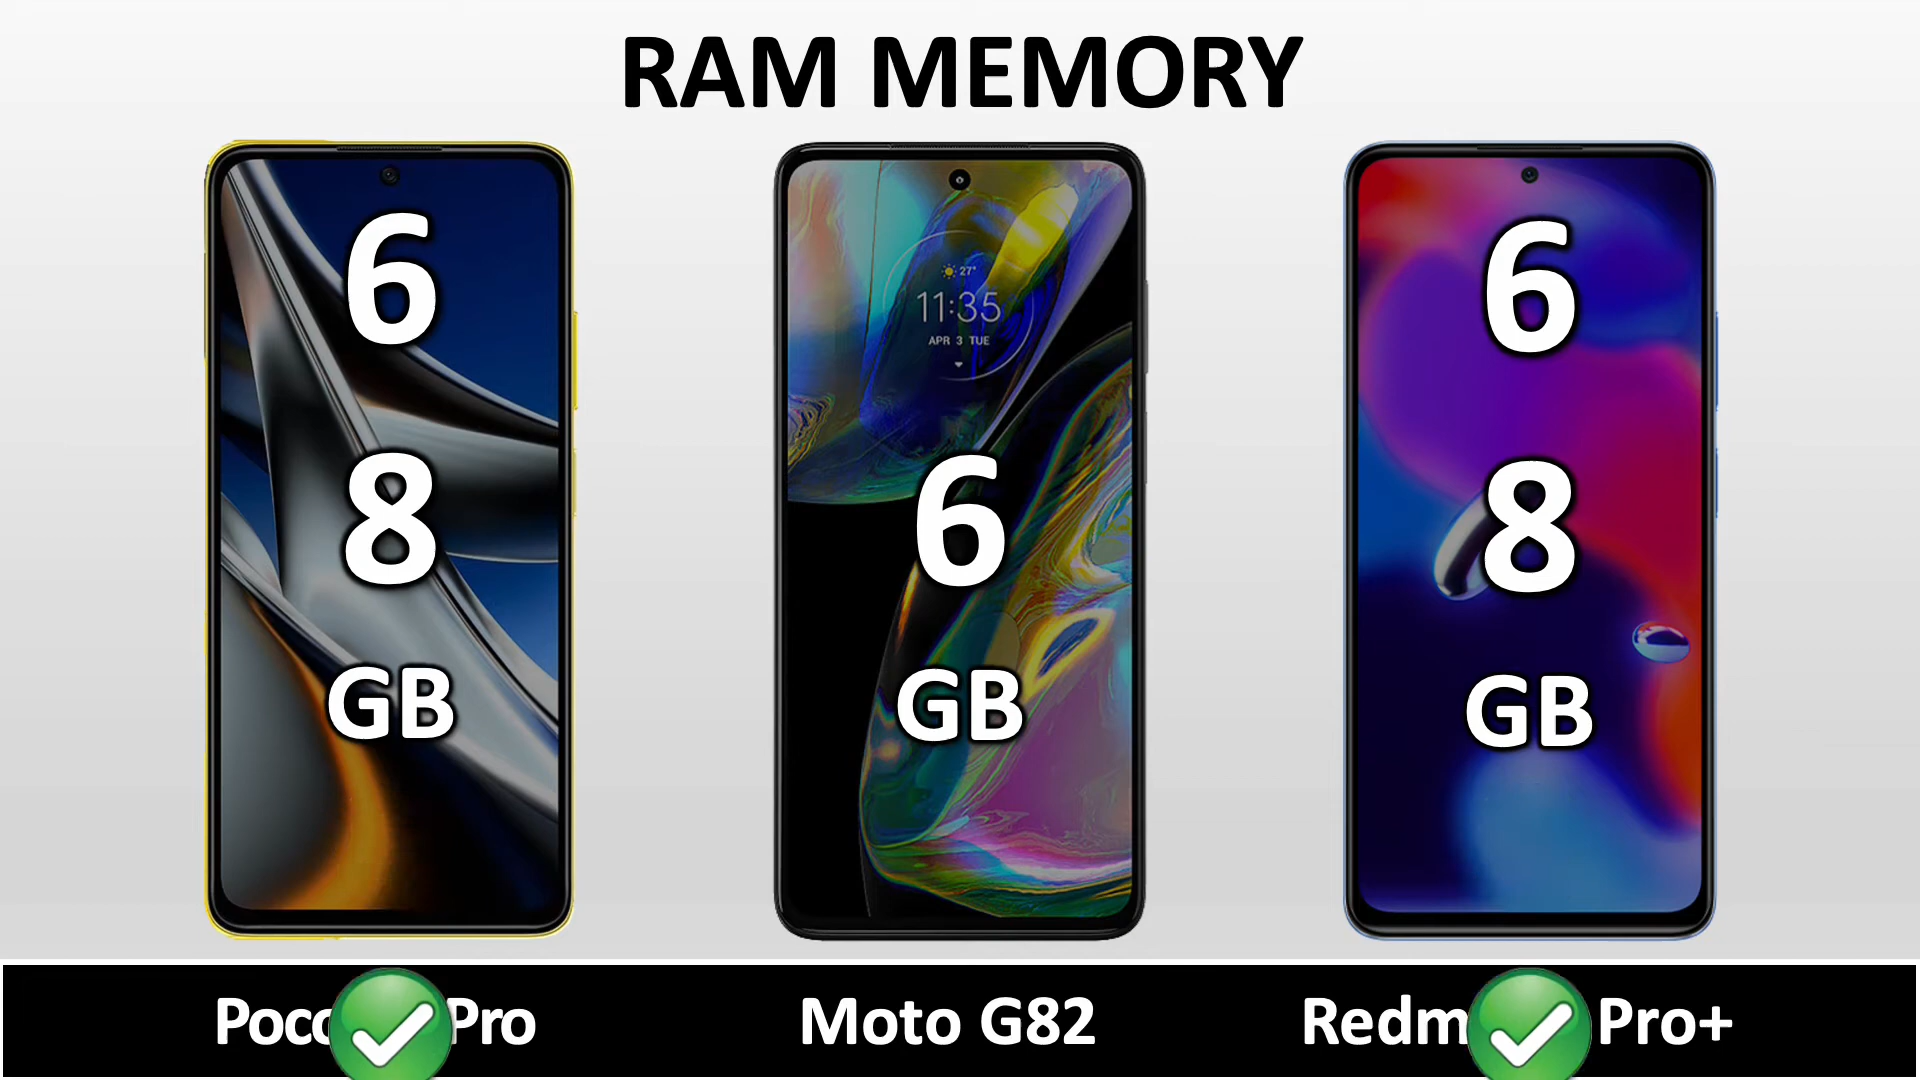 RAM MEMORY
6
8
GB
27°
11:35
APR 3 TUE
6
GB
6
8
GB
Pro
Moto G82
Pro+